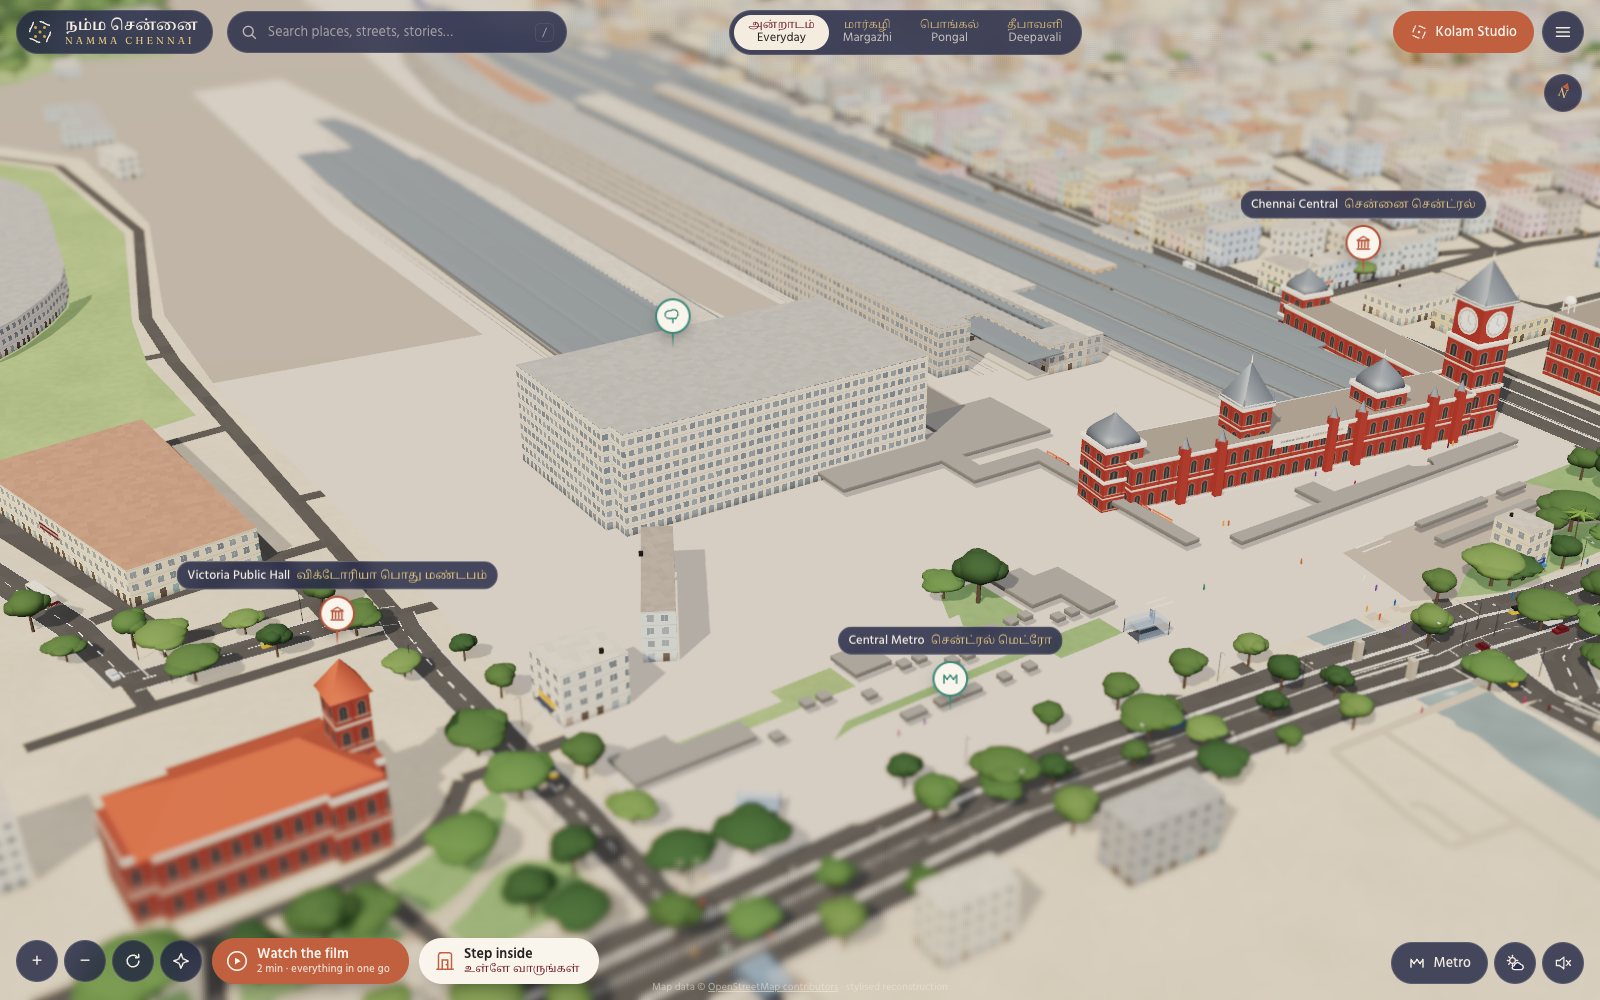 நம்ம சென்னை
NAMMA CHENNAI
Search places, streets, stories...
/
அன்றாடம்
Everyday
மார்கழி
Margazhi
பொங்கல்
Pongal
தீபாவளி
Deepavali
Kolam Studio
N
Chennai Central சென்னை சென்ட்ரல்
Victoria Public Hall விக்டோரியா பொது மண்டபம்
Central Metro சென்ட்ரல் மெட்ரோ
Watch the film
2 min · everything in one go
Step inside
உள்ளே வாருங்கள்
Metro
Map data © OpenStreetMap contributors · stylised reconstruction